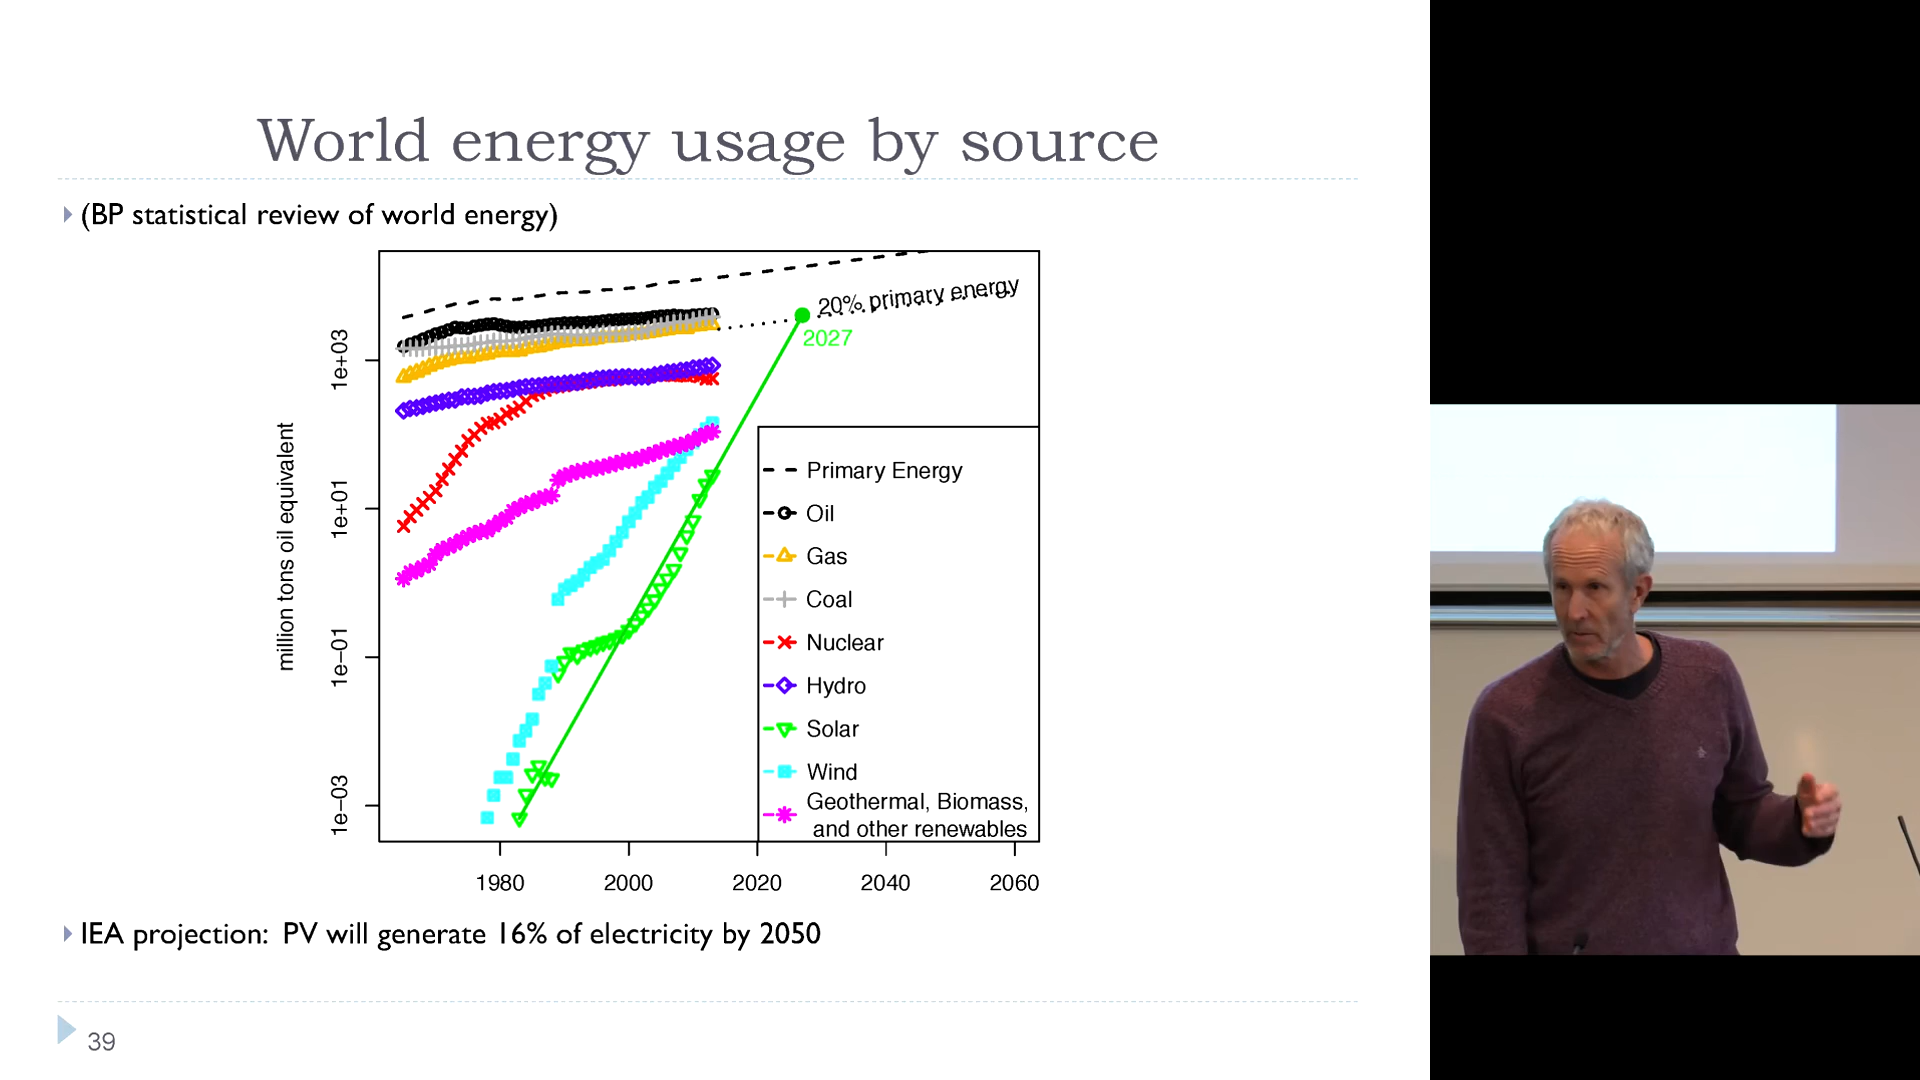 World energy usage by source
(BP statistical review of world energy)
million tons oil equivalent
1e+03
1e+01
1e−01
1e−03
20% primary energy
2027
Primary Energy
Oil
Gas
Coal
Nuclear
Hydro
Solar
Wind
Geothermal, Biomass,
and other renewables
1980
2000
2020
2040
2060
IEA projection: PV will generate 16% of electricity by 2050
39